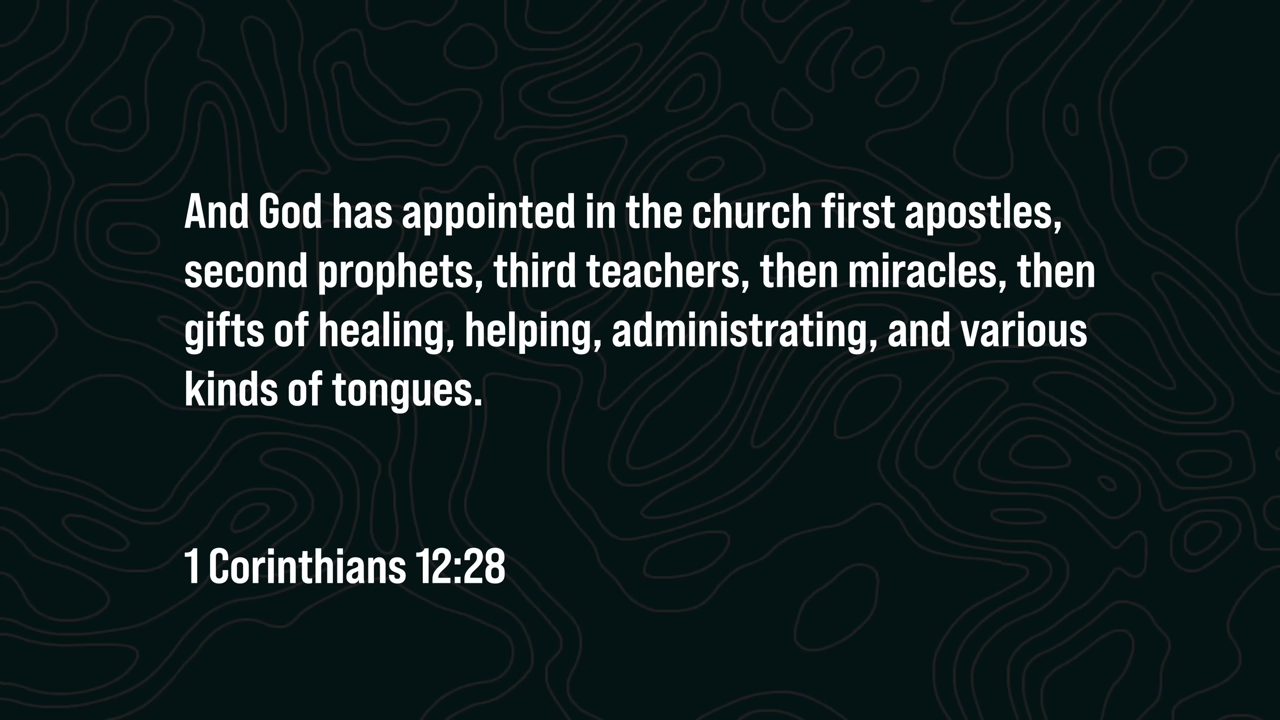 And God has appointed in the church first apostles,
second prophets, third teachers, then miracles, then
gifts of healing, helping, administrating, and various
kinds of tongues.
1 Corinthians 12:28